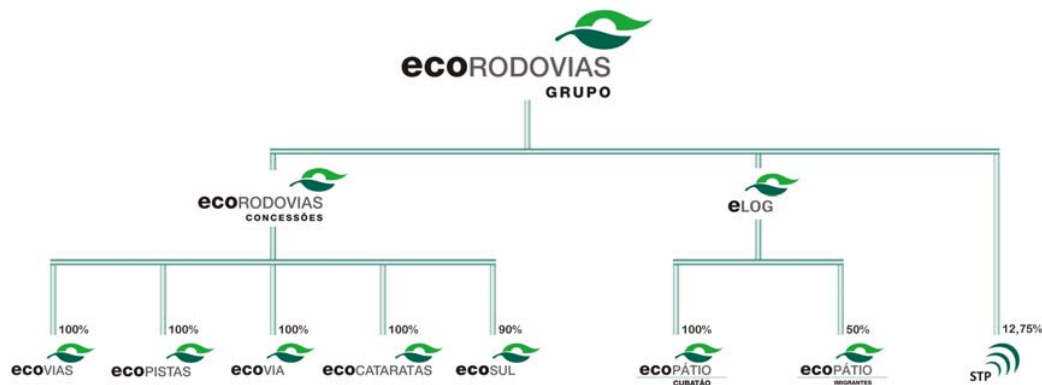 ecoRODOVIAS
GRUPO
ecoRODOVIAS
CONCESSÕES
eLOG
100%
100%
100%
100%
90%
100%
50%
12,75%
ecoVIAS
ecoPISTAS
ecoVIA
ecoCATARATAS
ecoSUL
ecoPÁTIO
CUBATÃO
ecoPÁTIO
IMIGRANTES
STP